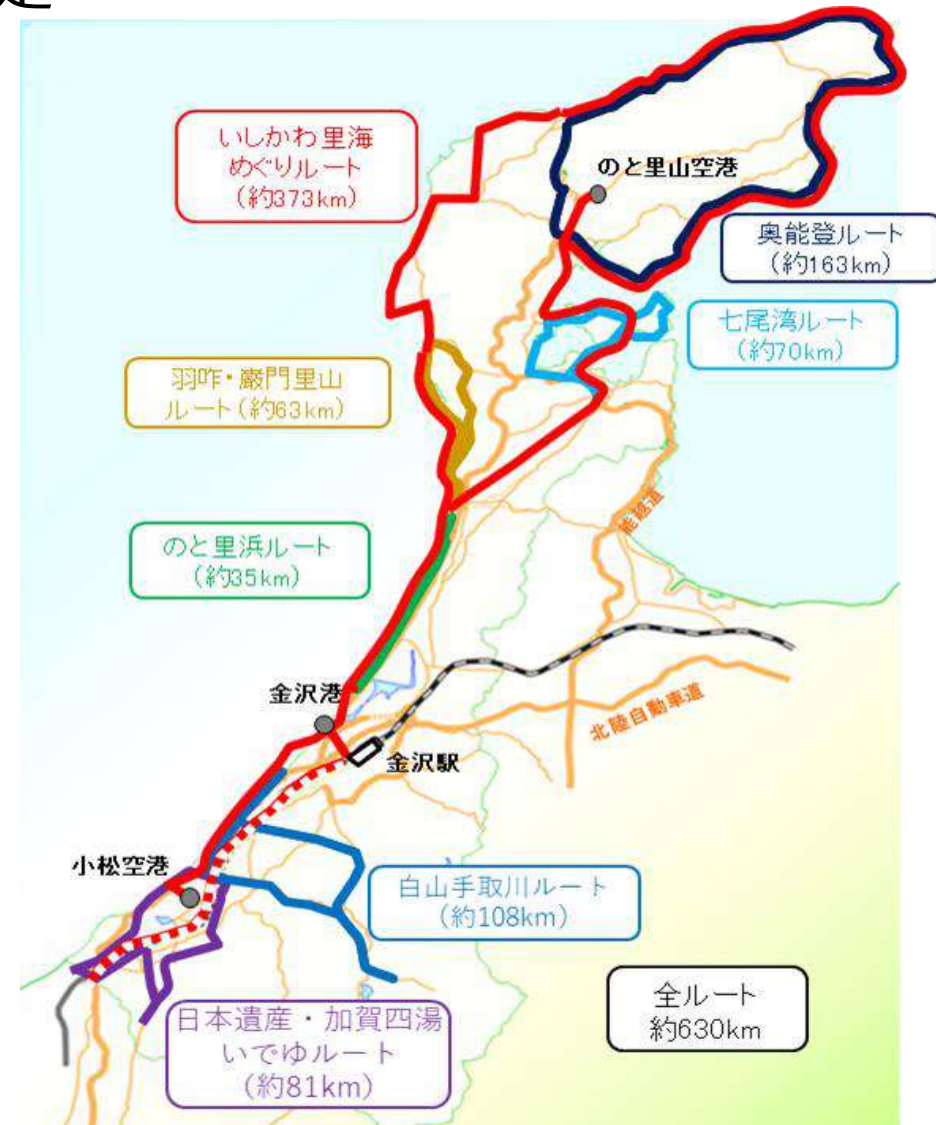 定
いしかわ里海
めぐりルート
(約373km)
のと里山空港
奥能登ルート
(約163km)
七尾湾ルート
(約70km)
羽咋・巌門里山
ルート(約63km)
能越道
のと里浜ルート
(約35km)
金沢港
北陸自動車道
金沢駅
小松空港
白山手取川ルート
(約108km)
全ルート
約630km
日本遺産・加賀四湯
いでゆルート
(約81km)